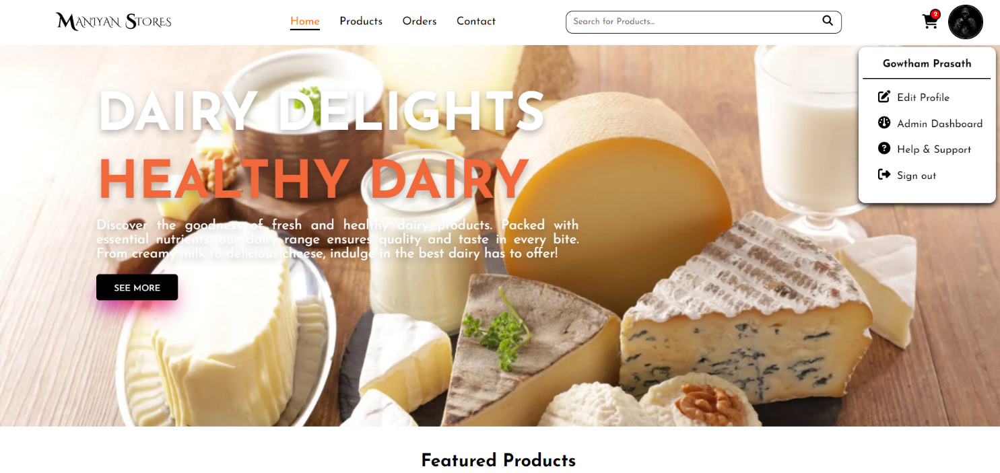 Maniyan Stores
Home
Products
Orders
Contact
Search for Products...
2
Gowtham Prasath
Edit Profile
Admin Dashboard
Help & Support
Sign out
DAIRY DELIGHTS
HEALTHY DAIRY
Discover the goodness of fresh and healthy dairy products. Packed with
essential nutrients, our dairy range ensures quality and taste in every bite.
From creamy milk to delicious cheese, indulge in the best dairy has to offer!
SEE MORE
Featured Products